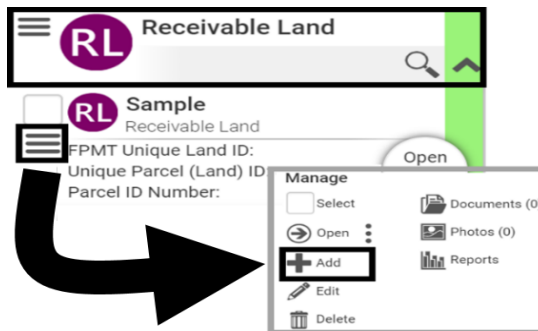 RL Receivable Land
RL Sample
Receivable Land
FPMT Unique Land ID:
Unique Parcel (Land) ID
Parcel ID Number:
Open
Manage
Select
Documents (0
Open
Photos (0)
Add
Reports
Edit
Delete